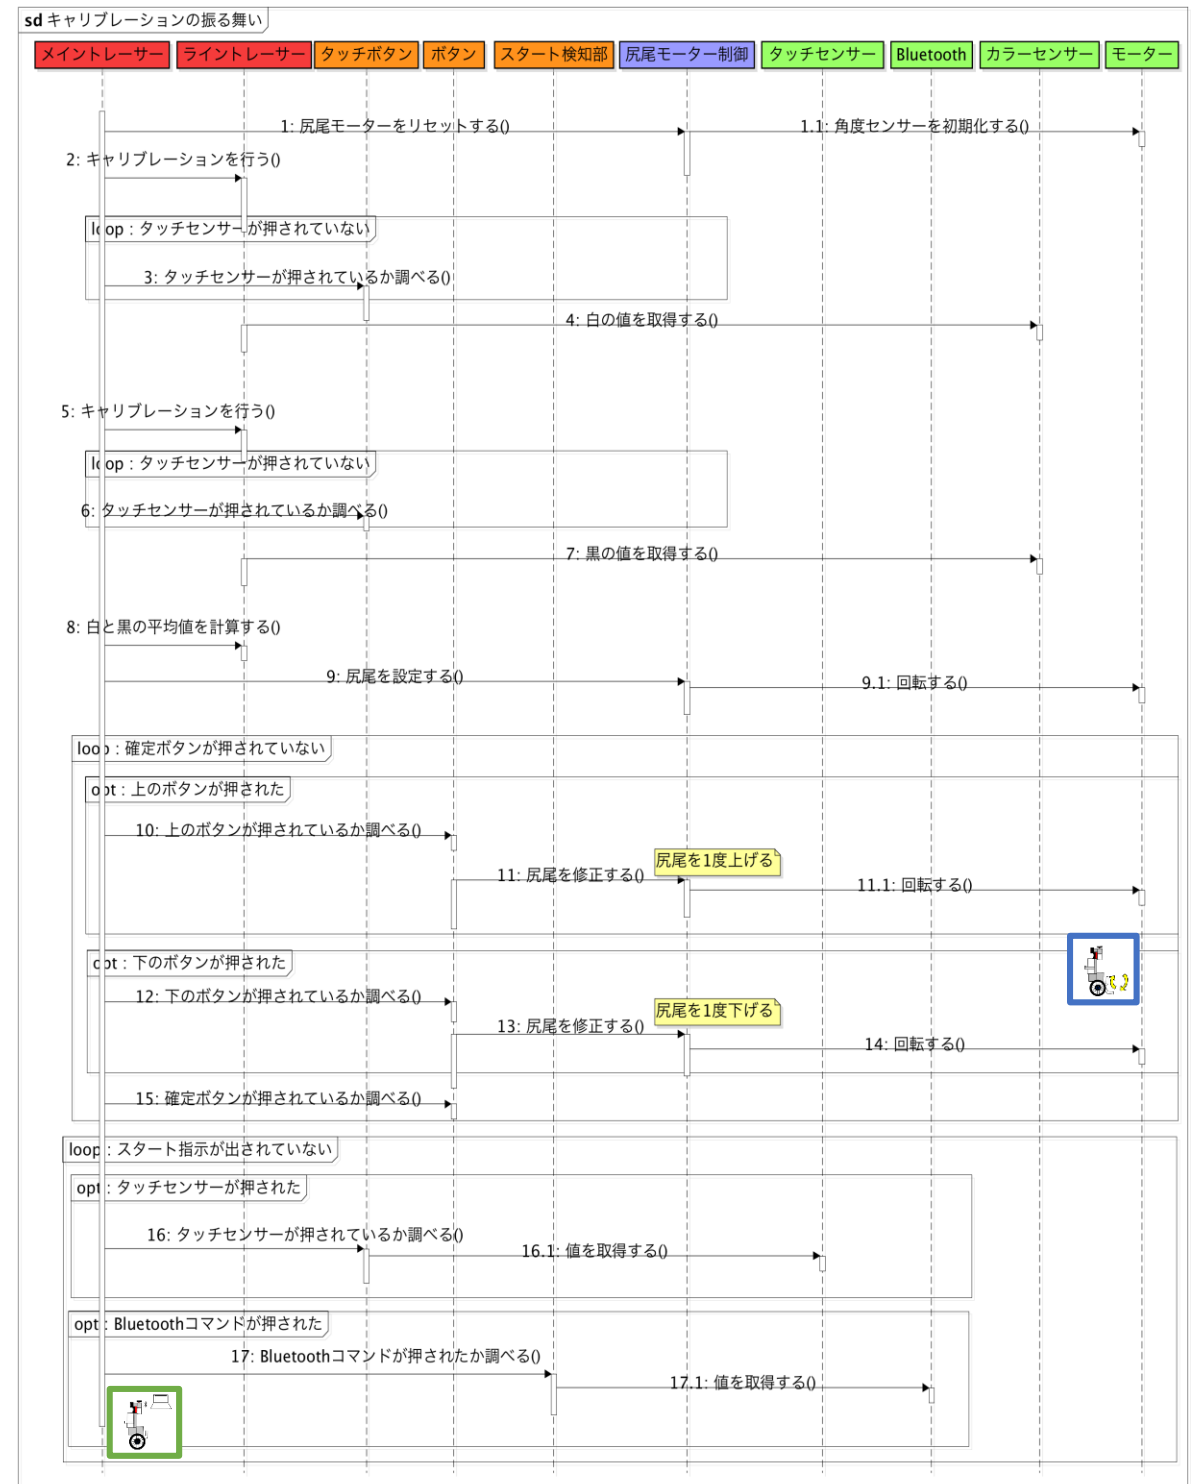 sd キャリブレーションの振る舞い
メイントレーサー ライントレーサー タッチボタン ボタン スタート検知部 尻尾モーター制御 タッチセンサー Bluetooth カラーセンサー モーター
1: 尻尾モーターをリセットする()
1.1: 角度センサーを初期化する()
2: キャリブレーションを行う()
loop : タッチセンサーが押されていない
3: タッチセンサーが押されているか調べる()
4: 白の値を取得する()
5: キャリブレーションを行う()
loop : タッチセンサーが押されていない
6: タッチセンサーが押されているか調べる()
7: 黒の値を取得する()
8: 白と黒の平均値を計算する()
9: 尻尾を設定する()
9.1: 回転する()
loop : 確定ボタンが押されていない
opt : 上のボタンが押された
10: 上のボタンが押されているか調べる()
尻尾を1度上げる
11: 尻尾を修正する()
11.1: 回転する()
opt : 下のボタンが押された
12: 下のボタンが押されているか調べる()
尻尾を1度下げる
13: 尻尾を修正する()
14: 回転する()
15: 確定ボタンが押されているか調べる()
loop : スタート指示が出されていない
opt : タッチセンサーが押された
16: タッチセンサーが押されているか調べる()
16.1: 値を取得する()
opt : Bluetoothコマンドが押された
17: Bluetoothコマンドが押されたか調べる()
17.1: 値を取得する()